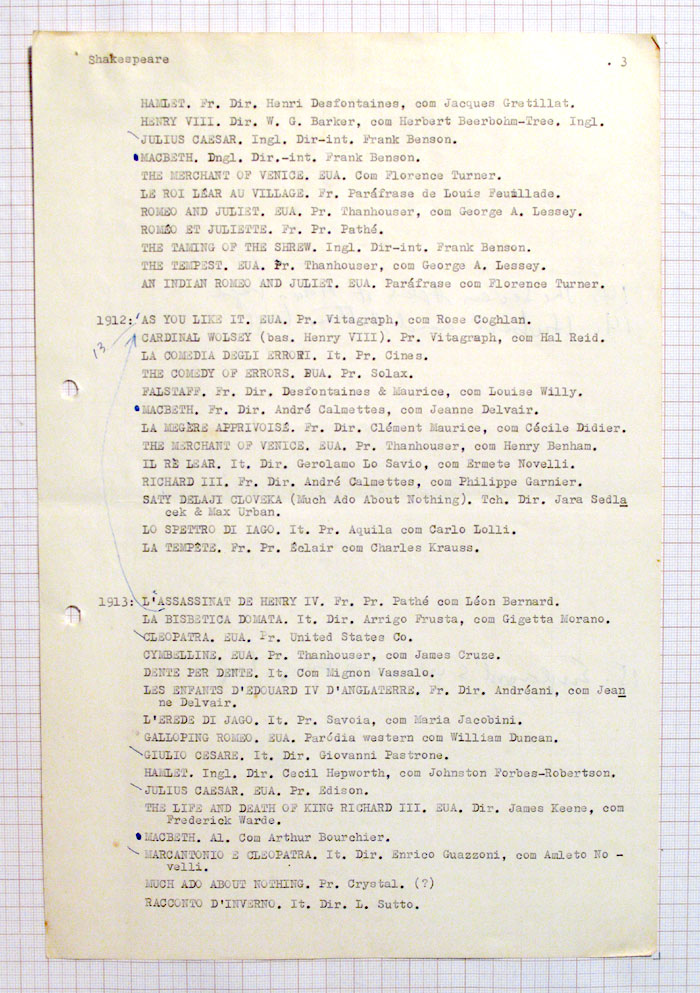 Shakespeare
. 3
HAMLET. Fr. Dir. Henri Desfontaines, com Jacques Gretillat.
HENRY VIII. Dir. W. G. Barker, com Herbert Beerbohm-Tree. Ingl.
JULIUS CAESAR. Ingl. Dir-int. Frank Benson.
MACBETH. Dngl. Dir.-int. Frank Benson.
THE MERCHANT OF VENICE. EUA. Com Florence Turner.
LE ROI LÉAR AU VILLAGE. Fr. Paráfrase de Louis Feuillade.
ROMEO AND JULIET. EUA. Pr. Thanhouser, com George A. Lessey.
ROMÉO ET JULIETTE. Fr. Pr. Pathé.
THE TAMING OF THE SHREW. Ingl. Dir-int. Frank Benson.
THE TEMPEST. EUA. Pr. Thanhouser, com George A. Lessey.
AN INDIAN ROMEO AND JULIET. EUA. Paráfrase com Florence Turner.
1912: AS YOU LIKE IT. EUA. Pr. Vitagraph, com Rose Coghlan.
13. CARDINAL WOLSEY (bas. Henry VIII). Pr. Vitagraph, com Hal Reid.
LA COMEDIA DEGLI ERRORI. It. Pr. Cines.
THE COMEDY OF ERRORS. EUA. Pr. Solax.
FALSTAFF. Fr. Dir. Desfontaines & Maurice, com Louise Willy.
MACBETH. Fr. Dir. André Calmettes, com Jeanne Delvair.
LA MEGÈRE APPRIVOISÉ. Fr. Dir. Clément Maurice, com Cécile Didier.
THE MERCHANT OF VENICE. EUA. Pr. Thanhouser, com Henry Benham.
IL RÈ LEAR. It. Dir. Gerolamo Lo Savio, com Ermete Novelli.
RICHARD III. Fr. Dir. André Calmettes, com Philippe Garnier.
SATY DELAJI CLOVEKA (Much Ado About Nothing). Tch. Dir. Jara Sedla
cek & Max Urban.
LO SPETTRO DI IAGO. It. Pr. Aquila com Carlo Lolli.
LA TEMPÊTE. Fr. Pr. Éclair com Charles Krauss.
1913: L'ASSASSINAT DE HENRY IV. Fr. Pr. Pathé com Léon Bernard.
LA BISBETICA DOMATA. It. Dir. Arrigo Frusta, com Gigetta Morano.
CLEOPATRA. EUA. Pr. United States Co.
CYMBELLINE. EUA. Pr. Thanhouser, com James Cruze.
DENTE PER DENTE. It. Com Mignon Vassalo.
LES ENFANTS D'EDOUARD IV D'ANGLATERRE. Fr. Dir. Andréani, com Jean
ne Delvair.
L'EREDE DI JAGO. It. Pr. Savoia, com Maria Jacobini.
GALLOPING ROMEO. EUA. Paródia western com William Duncan.
GIULIO CESARE. It. Dir. Giovanni Pastrone.
HAMLET. Ingl. Dir. Cecil Hepworth, com Johnston Forbes-Robertson.
JULIUS CAESAR. EUA. Pr. Edison.
THE LIFE AND DEATH OF KING RICHARD III. EUA. Dir. James Keene, com
Frederick Warde.
MACBETH. Al. Com Arthur Bourchier.
MARCANTONIO E CLEOPATRA. It. Dir. Enrico Guazzoni, com Amleto No -
velli.
MUCH ADO ABOUT NOTHING. Pr. Crystal. (?)
RACCONTO D'INVERNO. It. Dir. L. Sutto.